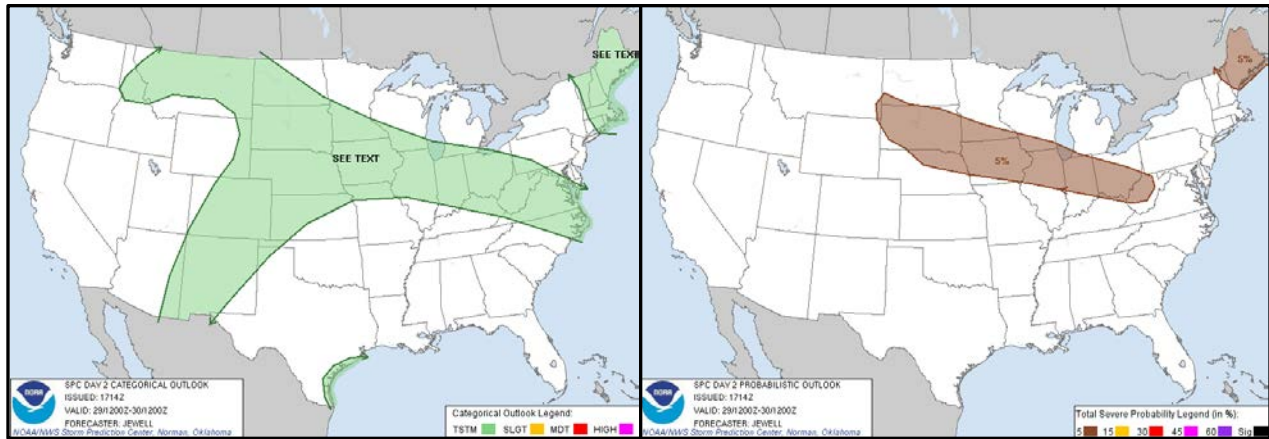 SEE TEXT
SEE TEXT
NOAA
SPC DAY 2 CATEGORICAL OUTLOOK
ISSUED: 1714Z
VALID: 29/1200Z-30/1200Z
FORECASTER: JEWELL
NOAA/NWS Storm Prediction Center, Norman, Oklahoma
Categorical Outlook Legend:
TSTM SLGT MDT HIGH
5%
5%
NOAA
SPC DAY 2 PROBABILISTIC OUTLOOK
ISSUED: 1714Z
VALID: 29/1200Z-30/1200Z
FORECASTER: JEWELL
NOAA/NWS Storm Prediction Center, Norman, Oklahoma
Total Severe Probability Legend (in %):
5 15 30 45 60 Sig